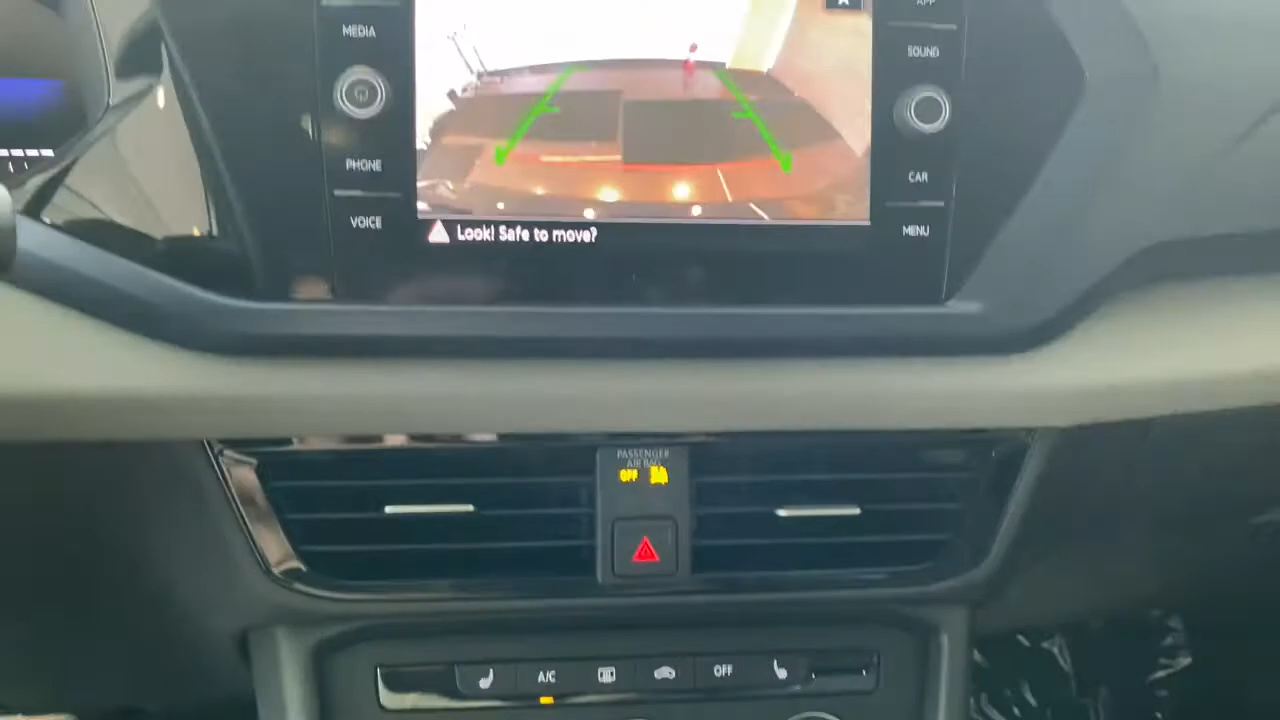 MEDIA
PHONE
VOICE
APP
SOUND
CAR
MENU
Look! Safe to move?
PASSENGER
AIR BAG
OFF
A/C
OFF